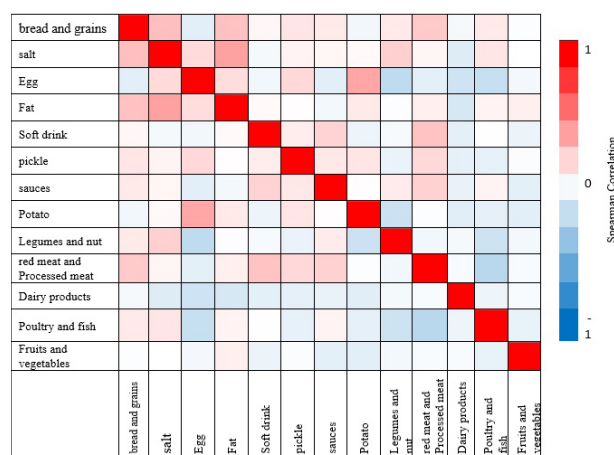 bread and grains
salt
Egg
Fat
Soft drink
pickle
sauces
Potato
Legumes and nut
red meat and
Processed meat
Dairy products
Poultry and fish
Fruits and
vegetables
bread and grains
salt
Egg
Fat
Soft drink
pickle
sauces
Potato
Legumes and
nut
red meat and
Processed meat
Dairy products
Poultry and
fish
Fruits and
vegetables
1
0
-
1
Spearman Correlation